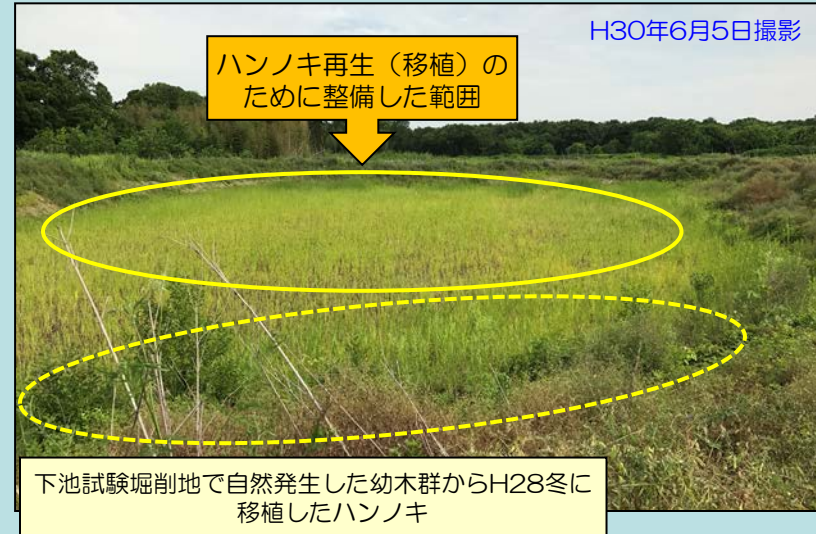 H30年6月5日撮影
ハンノキ再生（移植）の
ために整備した範囲
下池試験堀削地で自然発生した幼木群からH28冬に
移植したハンノキ